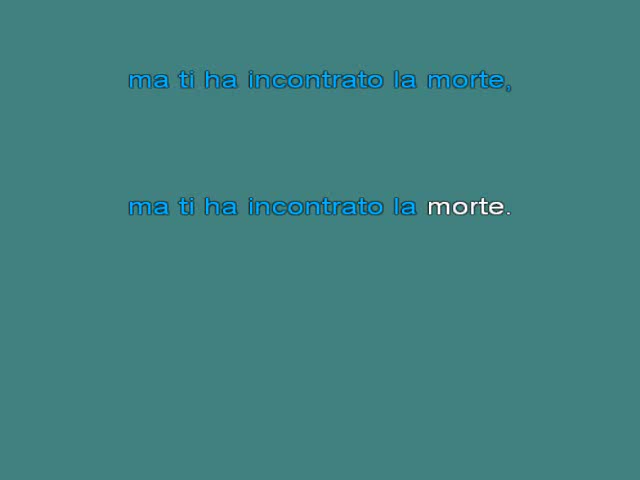 ma ti ha incontrato la morte,
ma ti ha incontrato la morte.